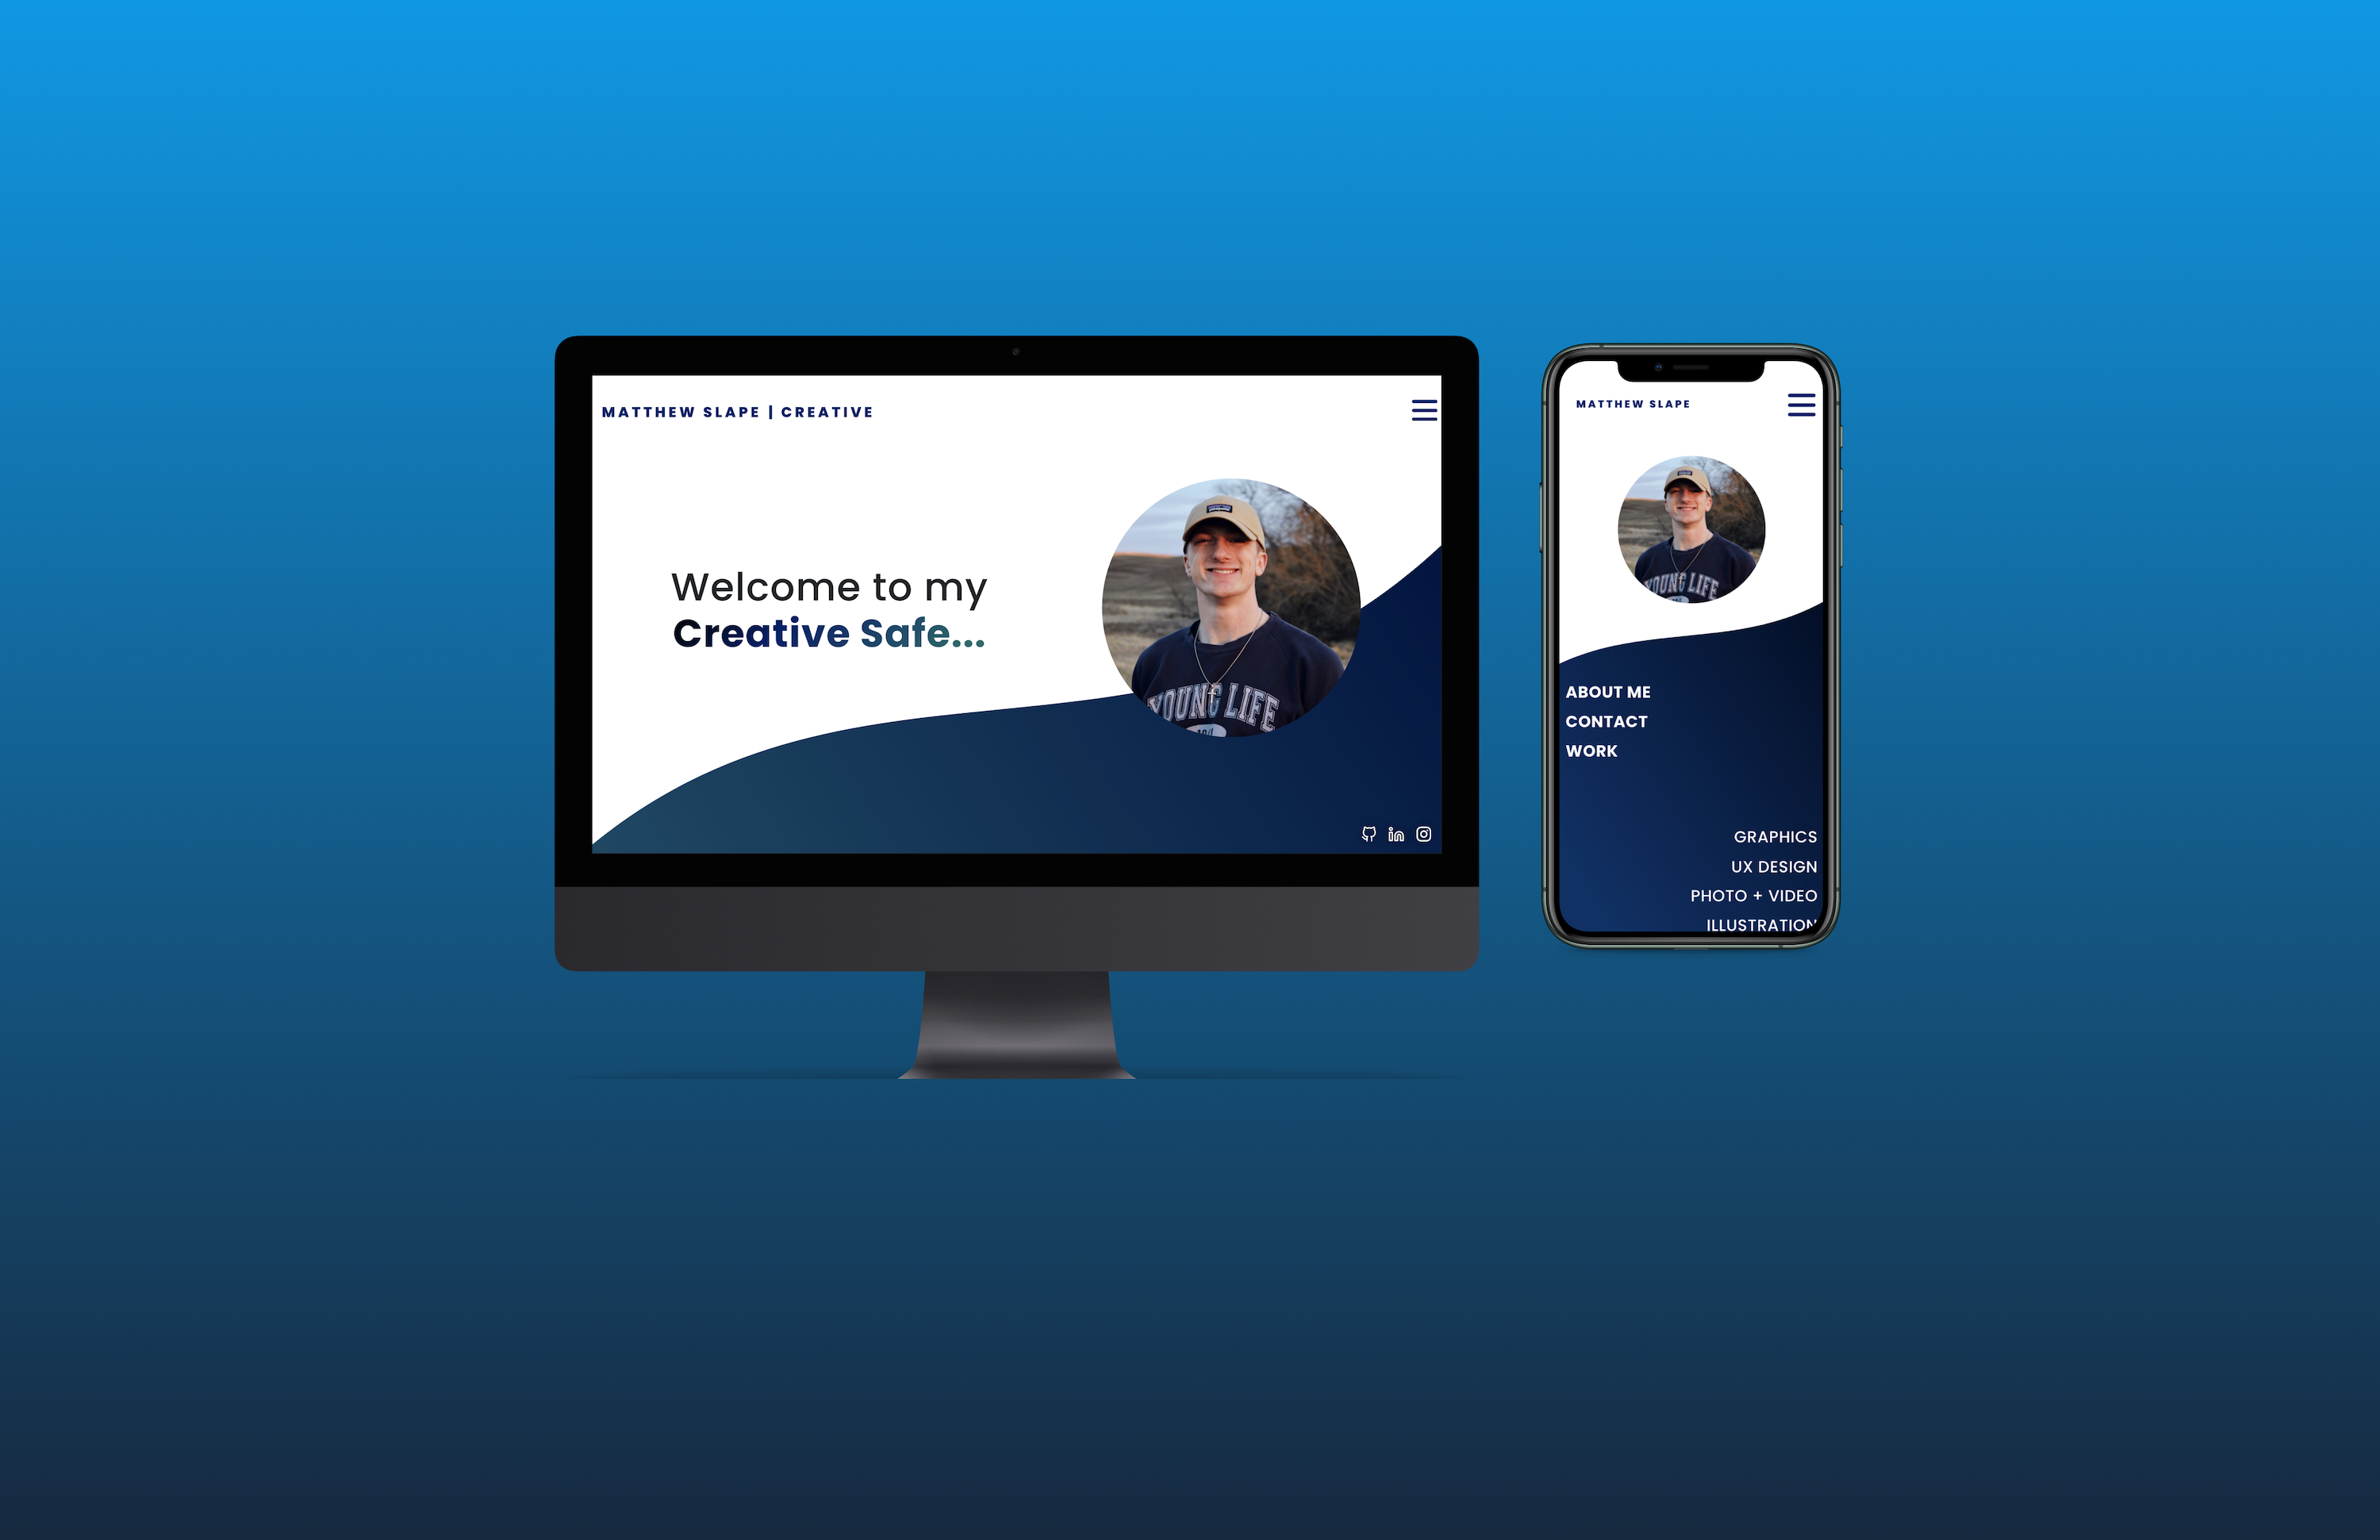 MATTHEW SLAPE | CREATIVE
Welcome to my
Creative Safe...
YOUNG LIFE
MATTHEW SLAPE
YOUNG LIFE
ABOUT ME
CONTACT
WORK
GRAPHICS
UX DESIGN
PHOTO + VIDEO
ILLUSTRATION